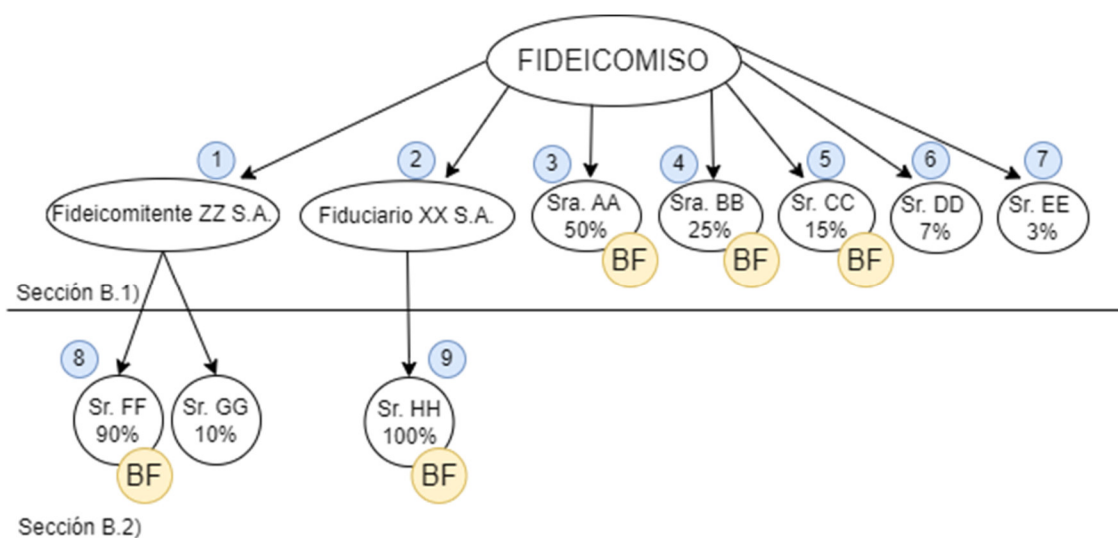 FIDEICOMISO
1
2
3
4
5
6
7
Fideicomitente ZZ S.A.
Fiduciario XX S.A.
Sra. AA
50%
BF
Sra. BB
25%
BF
Sr. CC
15%
BF
Sr. DD
7%
Sr. EE
3%
Sección B.1)
8
9
Sr. FF
90%
BF
Sr. GG
10%
Sr. HH
100%
BF
Sección B.2)